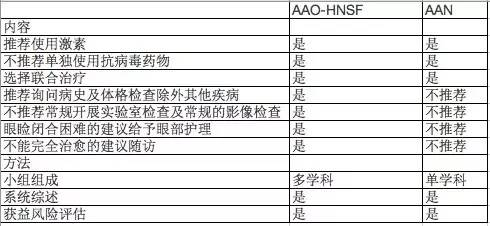 AAO-HNSF AAN
内容
推荐使用激素 是 是
不推荐单独使用抗病毒药物 是 是
选择联合治疗 是 是
推荐询问病史及体格检查除外其他疾病 是 不推荐
不推荐常规开展实验室检查及常规的影像检查 是 不推荐
眼睑闭合困难的建议给予眼部护理 是 不推荐
不能完全治愈的建议随访 是 不推荐
方法
小组组成 多学科 单学科
系统综述 是 是
获益风险评估 是 是